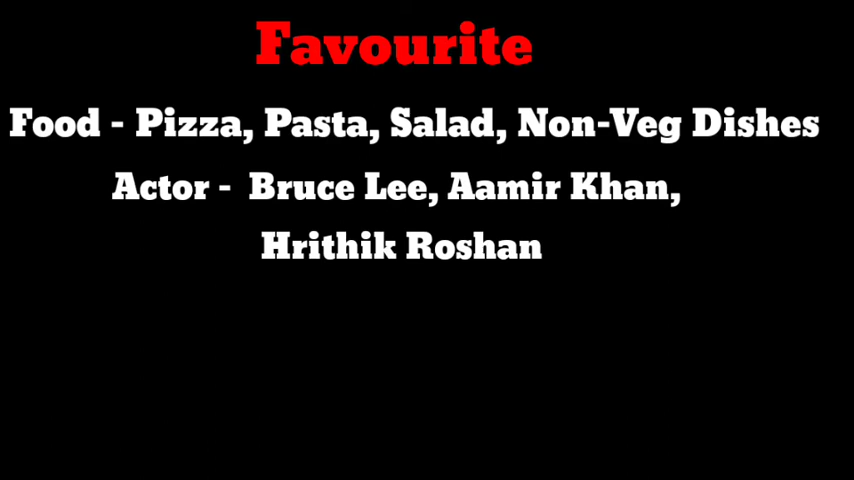 Favourite
Food - Pizza, Pasta, Salad, Non-Veg Dishes
Actor - Bruce Lee, Aamir Khan,
Hrithik Roshan